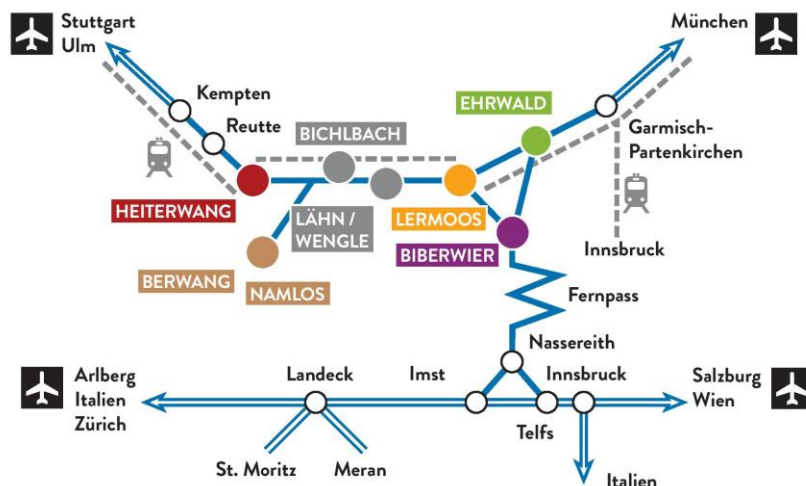 Stuttgart
Ulm
München
Kempten
Reutte
EHRWALD
BICHLBACH
Garmisch-
Partenkirchen
HEITERWANG
LÄHN /
WENGLE
LERMOOS
BIBERWIER
Innsbruck
BERWANG
NAMLOS
Fernpass
Nassereith
Arlberg
Italien
Zürich
Landeck
Imst
Innsbruck
Salzburg
Wien
Telfs
St. Moritz
Meran
Italien